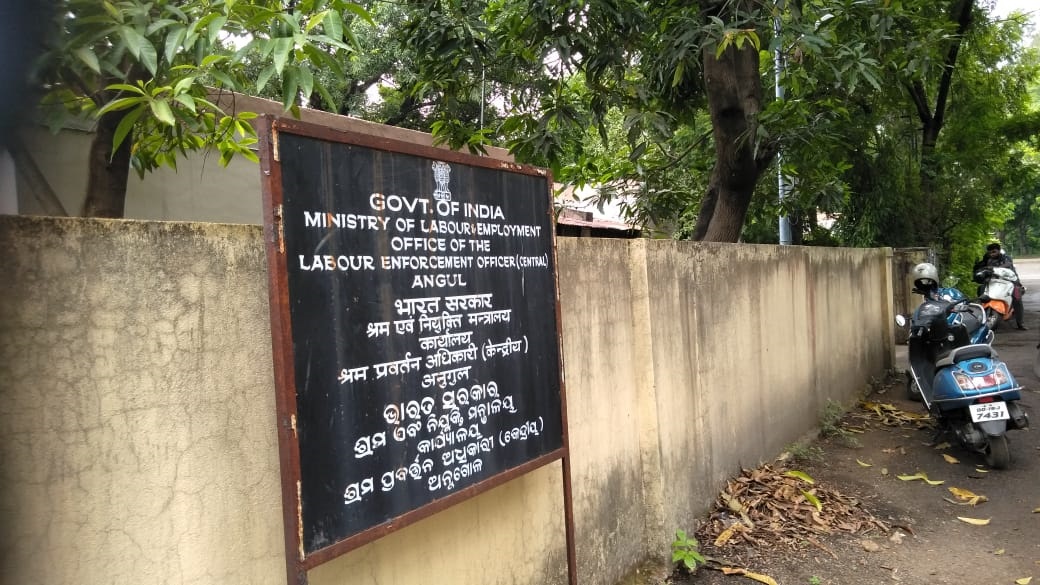 GOVT. OF INDIA
MINISTRY OF LABOUR & EMPLOYMENT
OFFICE OF THE
LABOUR ENFORCEMENT OFFICER (CENTRAL)
ANGUL
भारत सरकार
श्रम एवं नियुक्ति मन्त्रालय
कार्यालय
श्रम प्रवर्तन अधिकारी (केन्द्रीय)
अनुगुल
ଭାରତ ସରକାର
ଶ୍ରମ ଏବଂ ନିଯୁକ୍ତି ମନ୍ତ୍ରାଳୟ
କାର୍ଯ୍ୟାଳୟ
ଶ୍ରମ ପ୍ରବର୍ତ୍ତନ ଅଧିକାରୀ (କେନ୍ଦ୍ରୀୟ)
ଅନୁଗୋଳ
7431